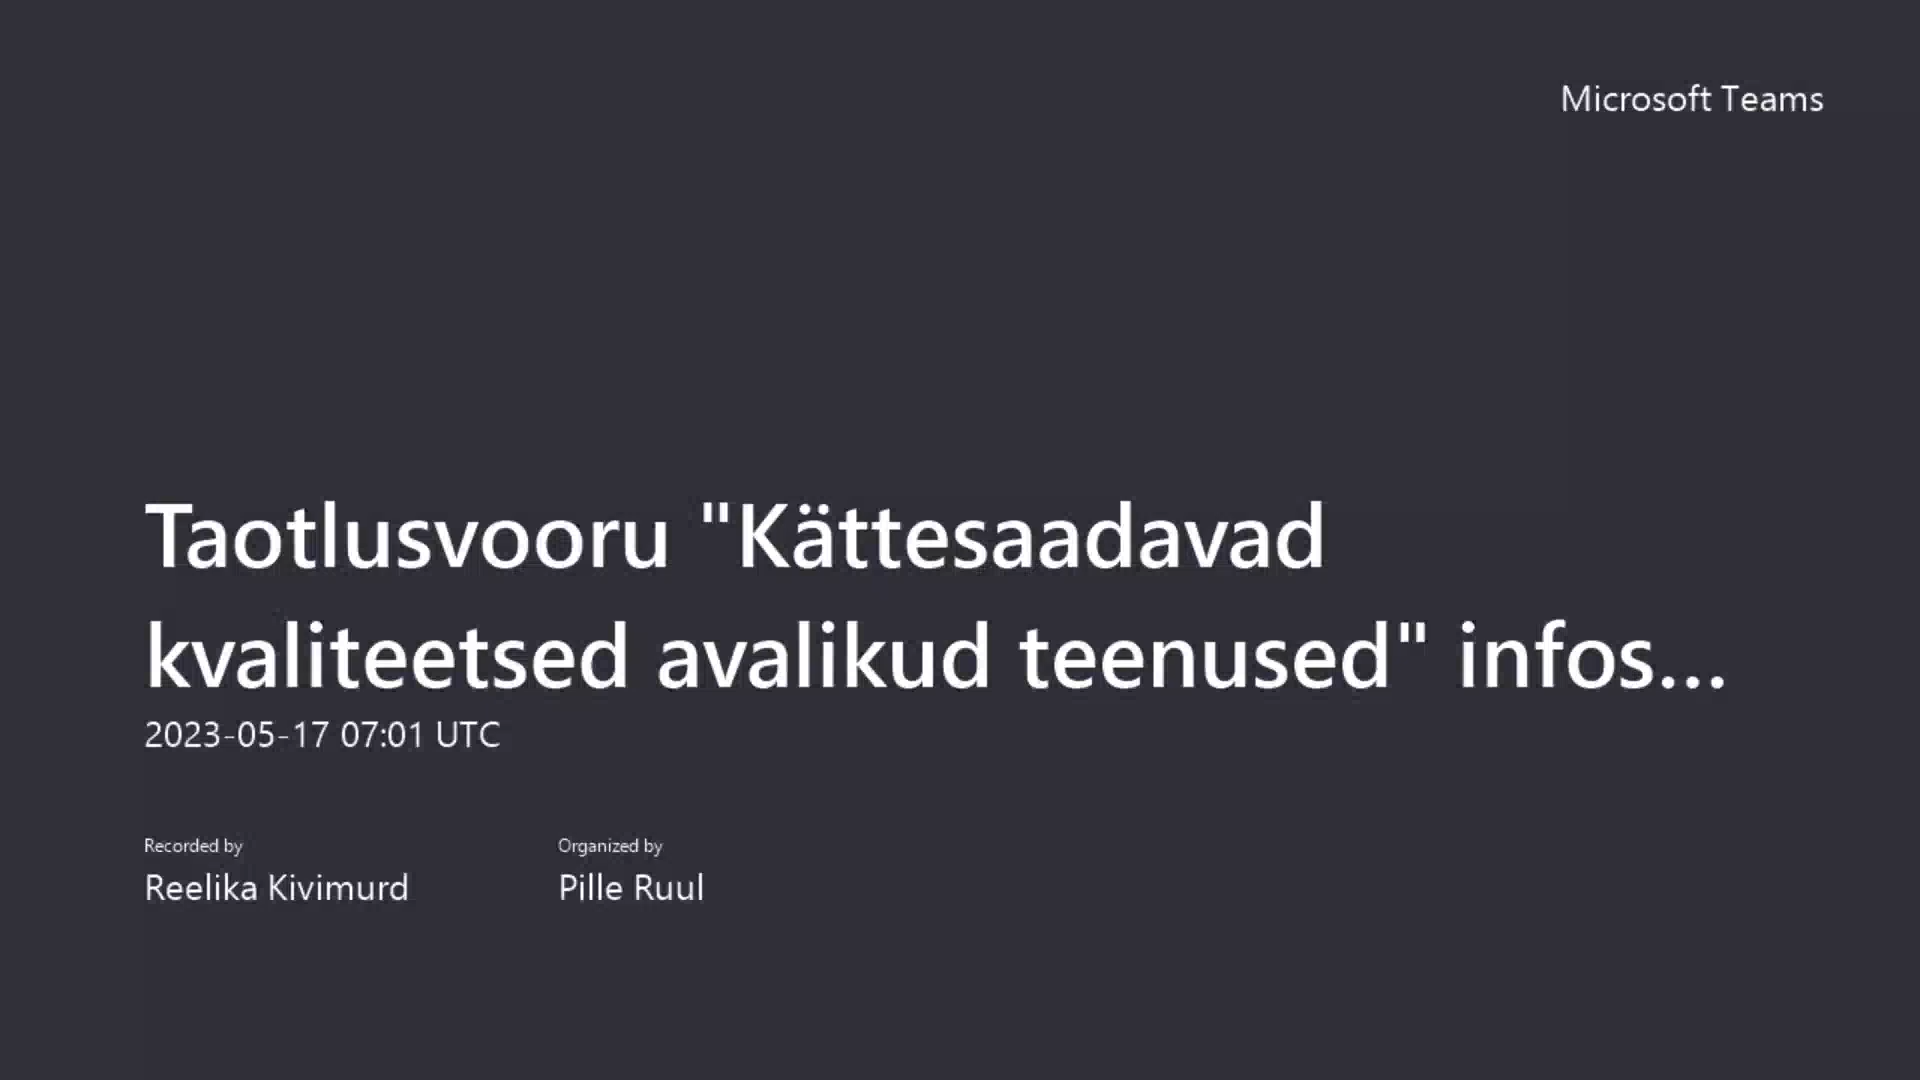 Microsoft Teams
Taotlusvooru "Kättesaadavad
kvaliteetsed avalikud teenused" infos...
2023-05-17 07:01 UTC
Recorded by
Reelika Kivimurd
Organized by
Pille Ruul